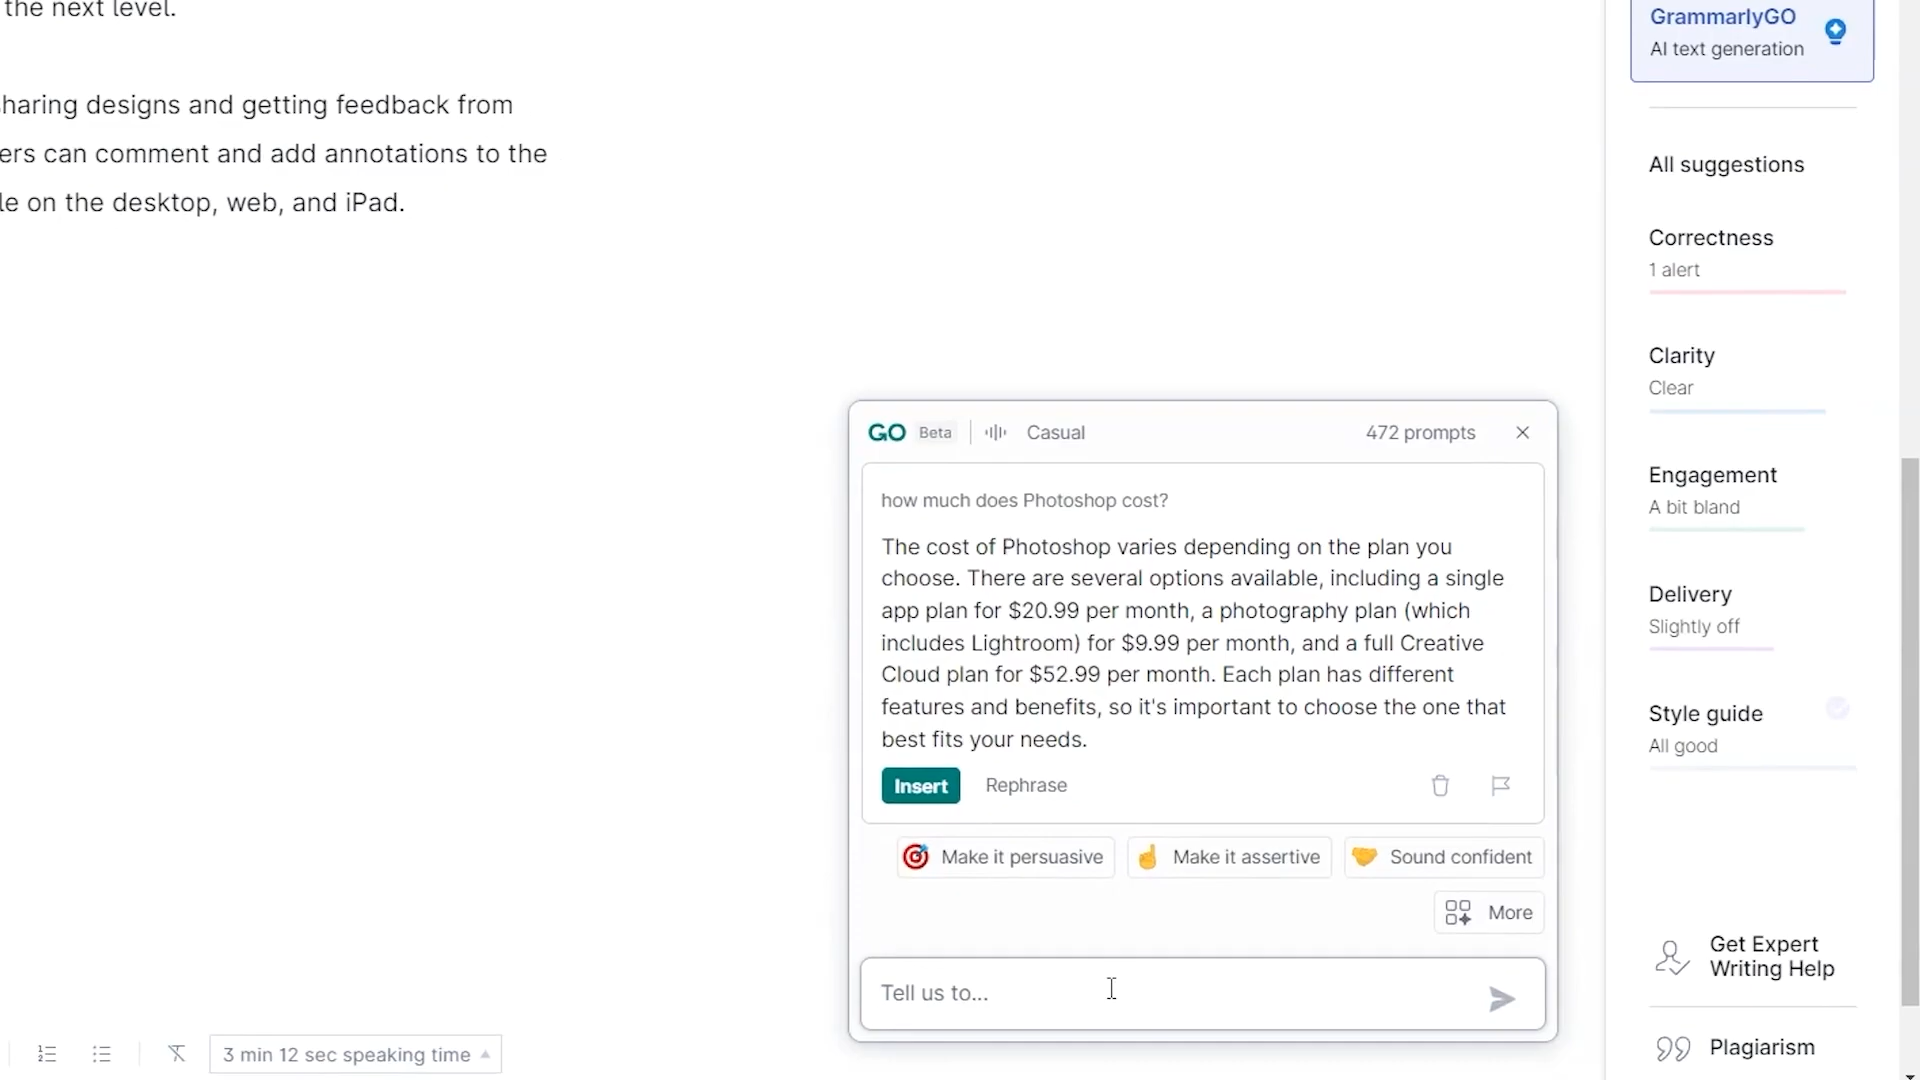 the next level.
haring designs and getting feedback from
ers can comment and add annotations to the
le on the desktop, web, and iPad.
3 min 12 sec speaking time
GO Beta Casual 472 prompts
how much does Photoshop cost?
The cost of Photoshop varies depending on the plan you
choose. There are several options available, including a single
app plan for $20.99 per month, a photography plan (which
includes Lightroom) for $9.99 per month, and a full Creative
Cloud plan for $52.99 per month. Each plan has different
features and benefits, so it's important to choose the one that
best fits your needs.
Insert Rephrase
Make it persuasive Make it assertive Sound confident
More
Tell us to...
GrammarlyGO
AI text generation
All suggestions
Correctness
1 alert
Clarity
Clear
Engagement
A bit bland
Delivery
Slightly off
Style guide
All good
Get Expert
Writing Help
Plagiarism